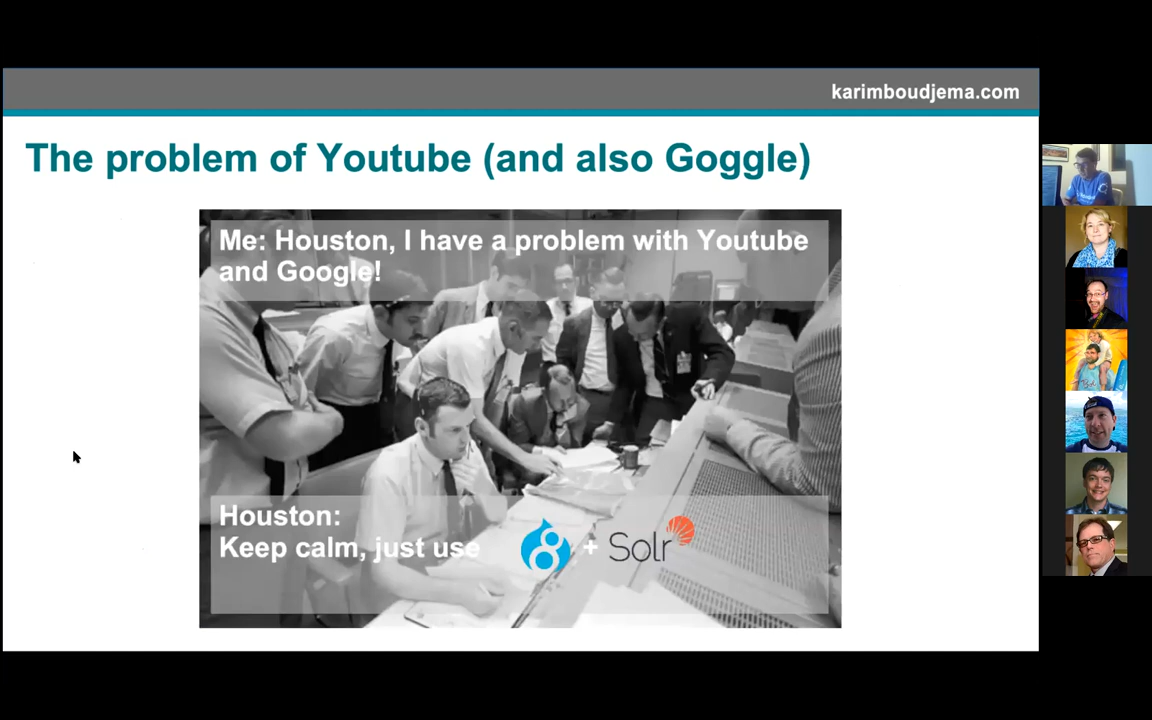 karimboudjema.com
The problem of Youtube (and also Goggle)
Me: Houston, I have a problem with Youtube
and Google!
Houston:
Keep calm, just use
+ Solr